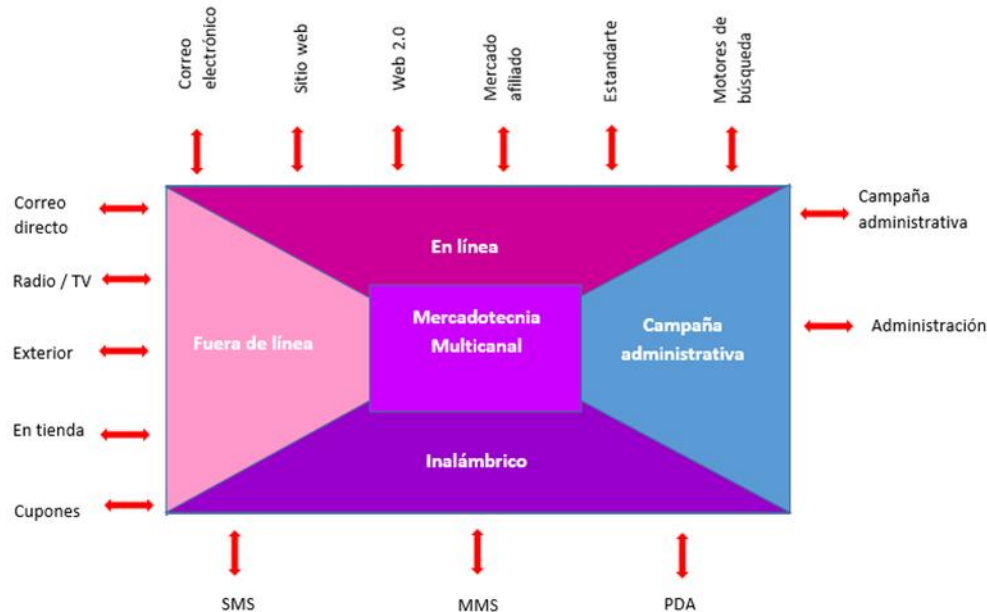 Correo
electrónico
Sitio web
Web 2.0
Mercado
afiliado
Estandarte
Motores de
búsqueda
Correo
directo
Radio / TV
Exterior
En tienda
Cupones
En línea
Fuera de línea
Mercadotecnia
Multicanal
Campaña
administrativa
Inalámbrico
Campaña
administrativa
Administración
SMS
MMS
PDA